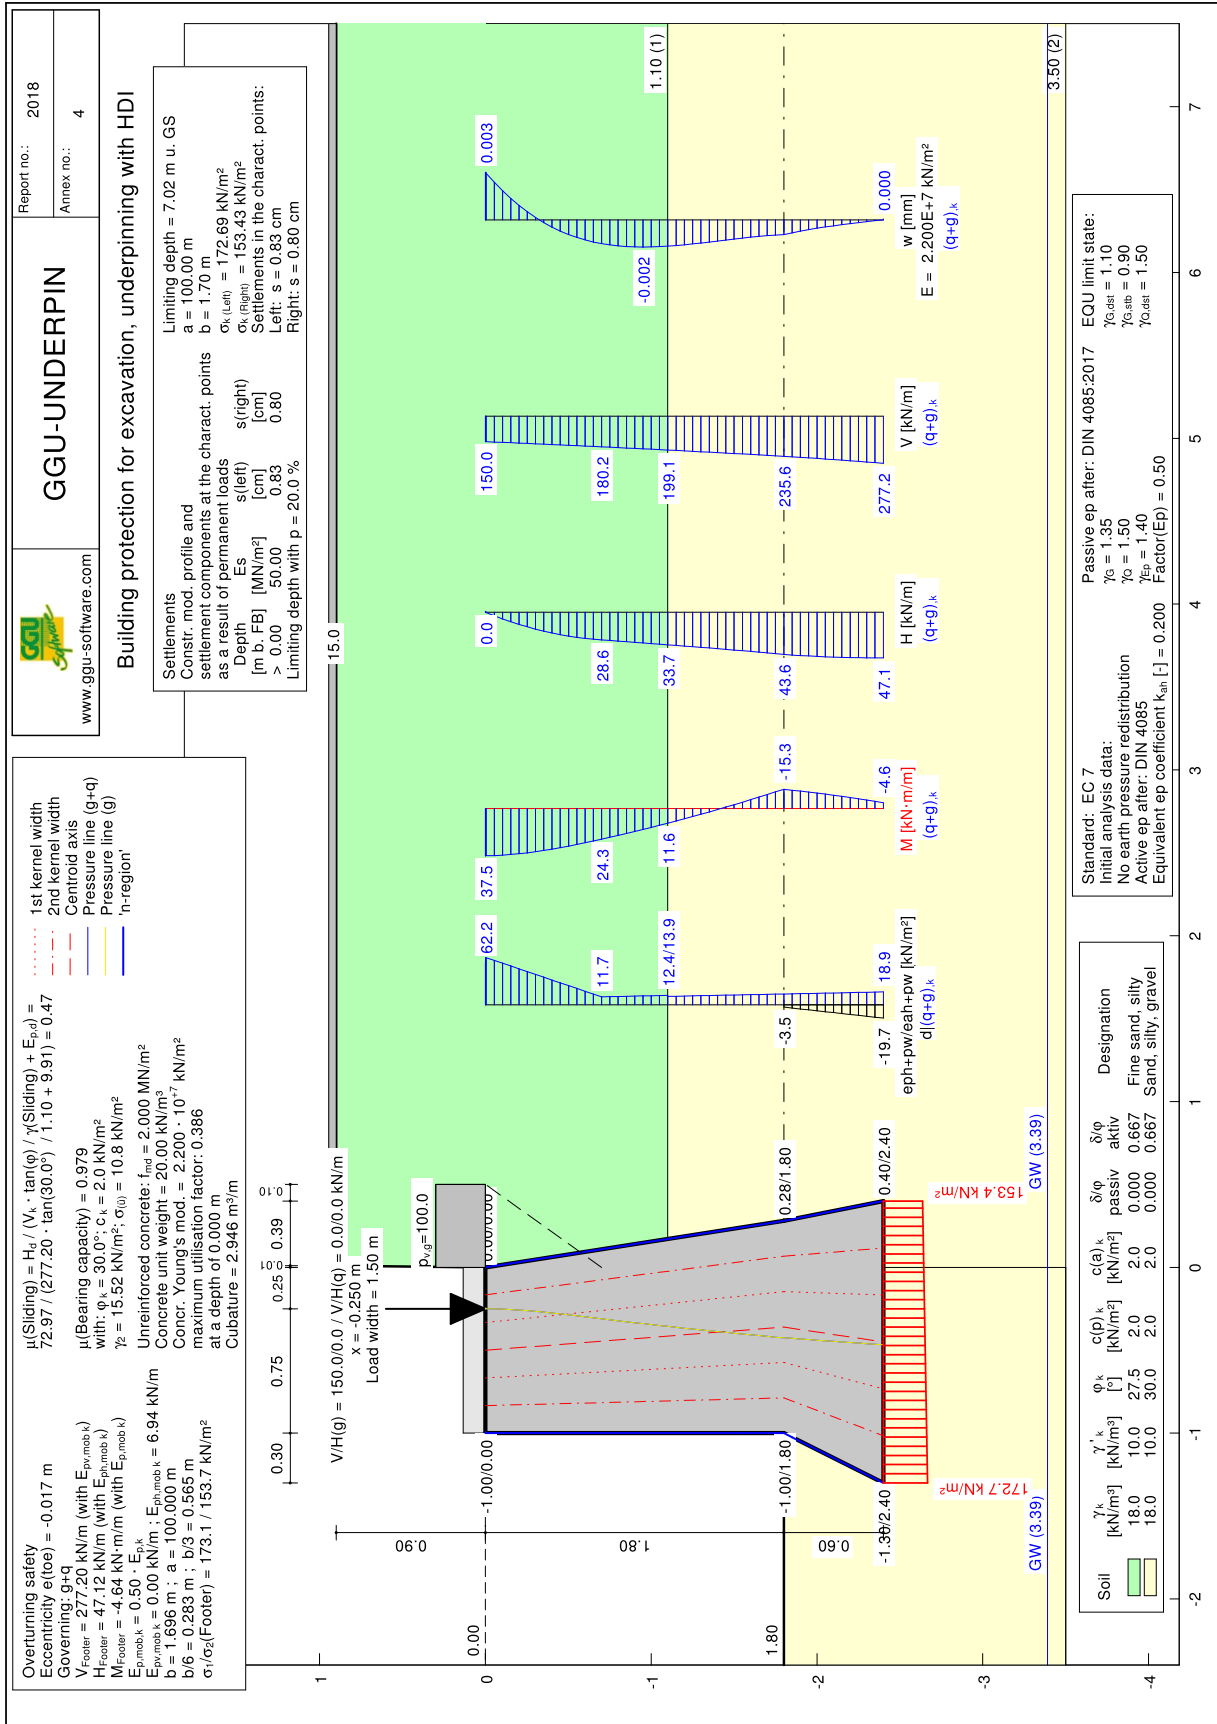 Overturning safety
Eccentricity e(toe) = -0.017 m
Governing: g+q
VFooter = 277.20 kN/m (with Epv,mob k)
HFooter = 47.12 kN/m (with Eph,mob k)
MFooter = -4.64 kN·m/m (with Ep,mob k)
Ep,mob,k = 0.50 · Ep,k
Epv,mob k = 0.00 kN/m ; Eph,mob k = 6.94 kN/m
b = 1.696 m ; a = 100.000 m
b/6 = 0.283 m ; b/3 = 0.565 m
σ1/σ2(Footer) = 173.1 / 153.7 kN/m²
μ(Sliding) = Hd / (Vk · tan(φ) / γ(Sliding) + Ep,d) =
72.97 / (277.20 · tan(30.0°) / 1.10 + 9.91) = 0.47
μ(Bearing capacity) = 0.979
with: φk = 30.0°; ck = 2.0 kN/m²
γ2 = 15.52 kN/m²; σ(ü) = 10.8 kN/m²
Unreinforced concrete: fmd = 2.000 MN/m²
Concrete unit weight = 20.00 kN/m³
Concr. Young's mod. = 2.200 · 10+7 kN/m²
maximum utilisation factor: 0.386
at a depth of 0.000 m
Cubature = 2.946 m³/m
1st kernel width
2nd kernel width
Centroid axis
Pressure line (g+q)
Pressure line (g)
'n-region'
GGU
Software
www.ggu-software.com
GGU-UNDERPIN
Report no.: 2018
Annex no.: 4
Building protection for excavation, underpinning with HDI
Settlements
Constr. mod. profile and
settlement components at the charact. points
as a result of permanent loads
Depth Es s(left) s(right)
[m b. FB] [MN/m²] [cm] [cm]
> 0.00 50.00 0.83 0.80
Limiting depth with p = 20.0 %
Limiting depth = 7.02 m u. GS
a = 100.00 m
b = 1.70 m
σk (Left) = 172.69 kN/m²
σk (Right) = 153.43 kN/m²
Settlements in the charact. points:
Left: s = 0.83 cm
Right: s = 0.80 cm
0.30 0.75 0.25 0.01 0.39 0.10
V/H(g) = 150.0/0.0 / V/H(q) = 0.0/0.0 kN/m
x = -0.250 m
Load width = 1.50 m
pv,g=100.0
15.0
0.90
1.80
0.60
0.00
1.80
-1.00/0.00
0.00/0.00
-1.00/1.80
0.28/1.80
-1.30/2.40
0.40/2.40
172.7 kN/m²
153.4 kN/m²
GW (3.39)
GW (3.39)
1.10 (1)
3.50 (2)
62.2
11.7
12.4/13.9
-3.5
18.9
-19.7
eph+pw/eah+pw [kN/m²]
d|(q+g),k
37.5
24.3
11.6
-15.3
-4.6
M [kN·m/m]
(q+g),k
0.0
28.6
33.7
43.6
47.1
H [kN/m]
(q+g),k
150.0
180.2
199.1
235.6
277.2
V [kN/m]
(q+g),k
0.003
-0.002
0.000
w [mm]
E = 2.200E+7 kN/m²
(q+g),k
1
0
-1
-2
-3
-4
-2 -1 0 1 2 3 4 5 6 7
Soil γk [kN/m³] γ'k [kN/m³] φk [°] c(p)k [kN/m²] c(a)k [kN/m²] δ/φ passiv δ/φ aktiv Designation
18.0 10.0 27.5 2.0 2.0 0.000 0.667 Fine sand, silty
18.0 10.0 30.0 2.0 2.0 0.000 0.667 Sand, silty, gravel
Standard: EC 7
Initial analysis data:
No earth pressure redistribution
Active ep after: DIN 4085
Equivalent ep coefficient kah [-] = 0.200
Passive ep after: DIN 4085:2017
γG = 1.35
γQ = 1.50
γEp = 1.40
Factor(Ep) = 0.50
EQU limit state:
γG,dst = 1.10
γG,stb = 0.90
γQ,dst = 1.50